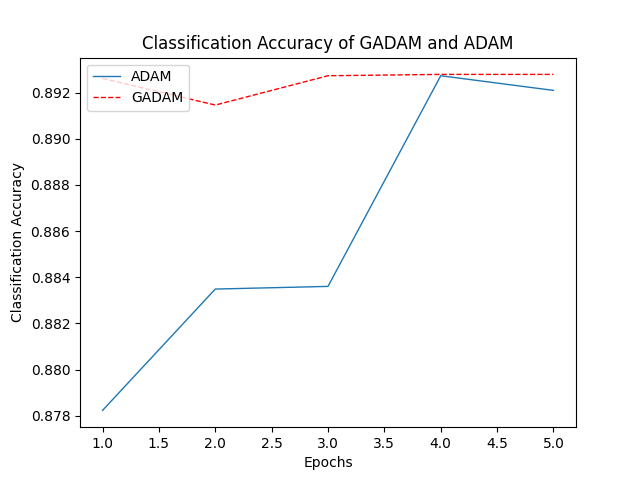 Classification Accuracy of GADAM and ADAM
ADAM
GADAM
Classification Accuracy
0.892
0.890
0.888
0.886
0.884
0.882
0.880
0.878
1.0 1.5 2.0 2.5 3.0 3.5 4.0 4.5 5.0
Epochs